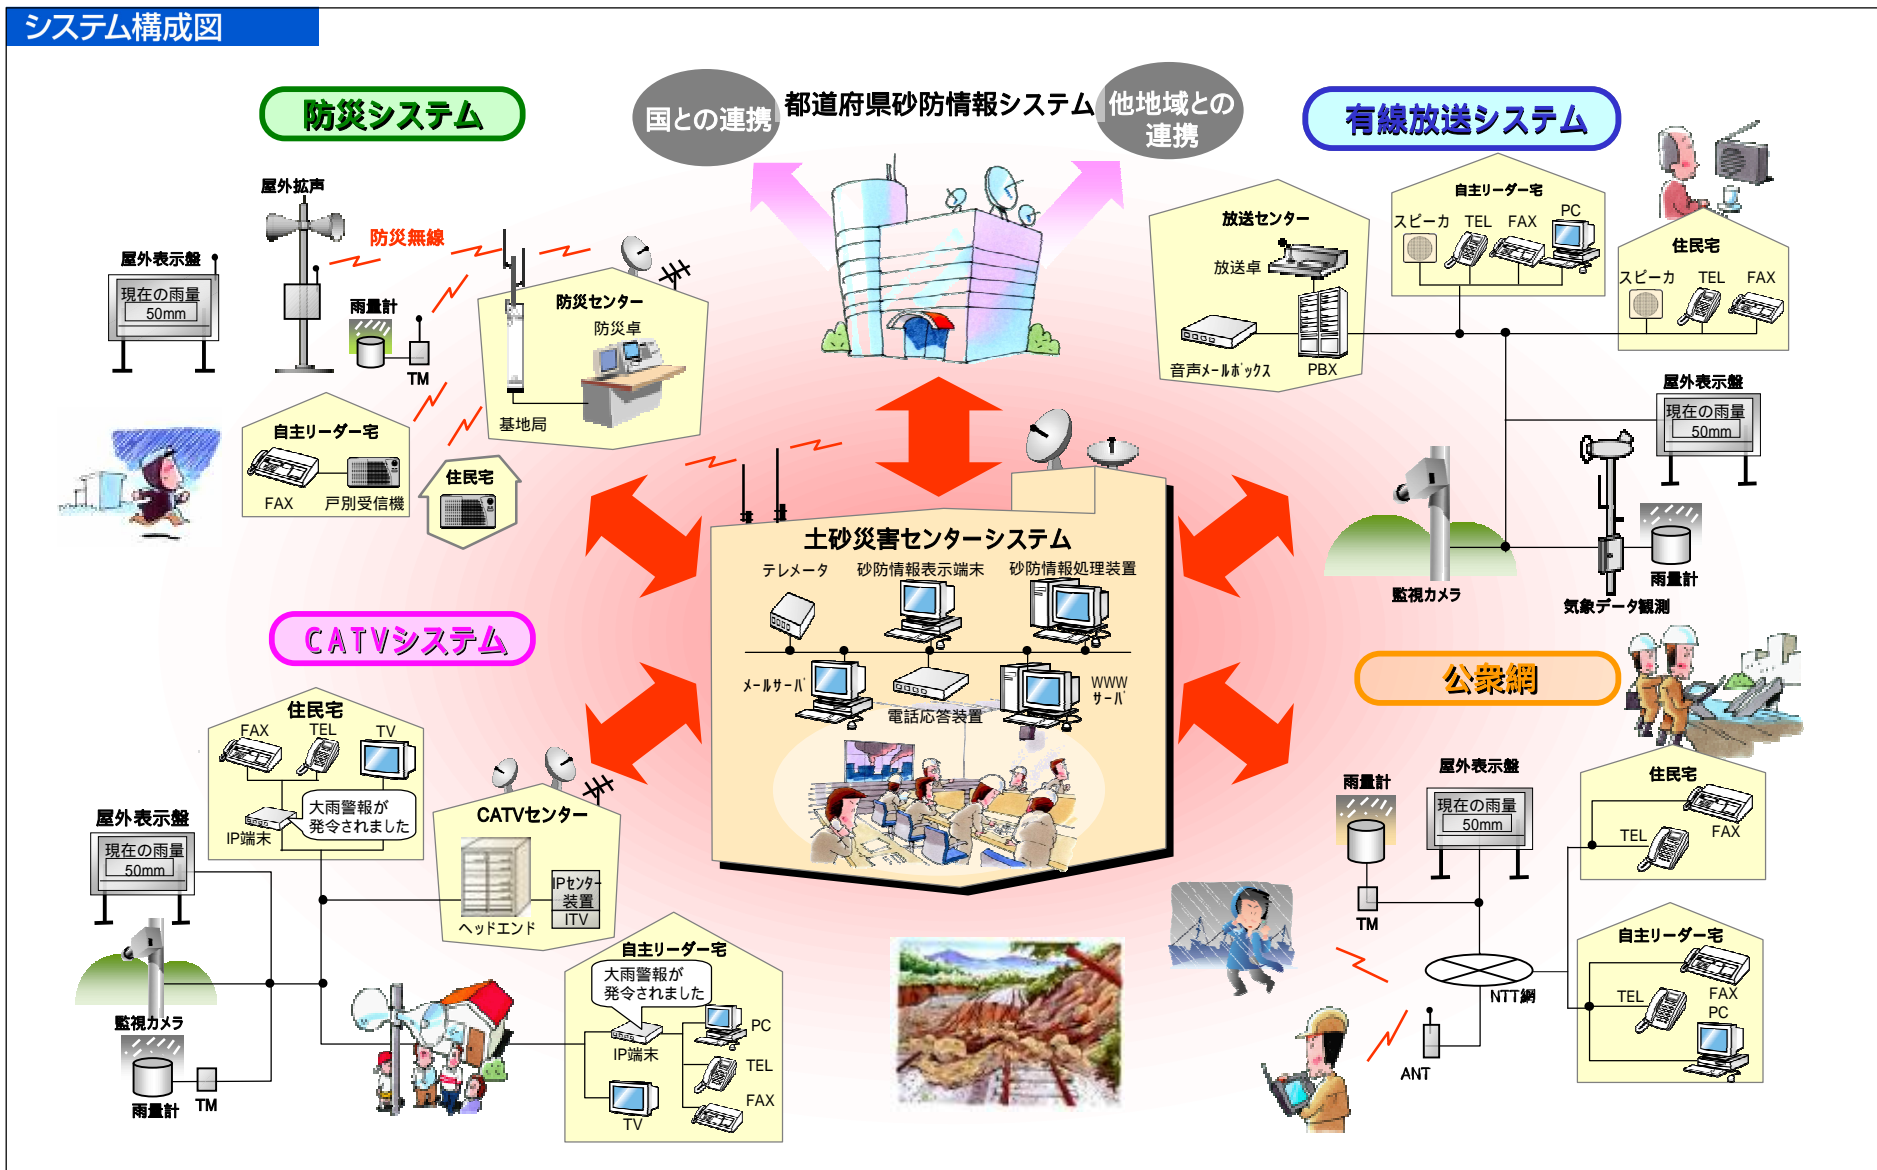 システム構成図
防災システム
国との連携
都道府県砂防情報システム
他地域との
連携
有線放送システム
屋外拡声
防災無線
屋外表示盤
現在の雨量
50mm
雨量計
TM
防災センター
防災卓
基地局
自主リーダー宅
FAX
戸別受信機
住民宅
放送センター
放送卓
音声メールボックス
PBX
自主リーダー宅
スピーカ
TEL
FAX
PC
住民宅
スピーカ
TEL
FAX
屋外表示盤
現在の雨量
50mm
監視カメラ
気象データ観測
雨量計
土砂災害センターシステム
テレメータ
砂防情報表示端末
砂防情報処理装置
メールサーバ
電話応答装置
WWW
サーバ
CATVシステム
住民宅
FAX
TEL
TV
IP端末
大雨警報が
発令されました
屋外表示盤
現在の雨量
50mm
監視カメラ
雨量計
TM
CATVセンター
ヘッドエンド
IPセンター
装置
ITV
自主リーダー宅
大雨警報が
発令されました
IP端末
PC
TEL
FAX
TV
公衆網
雨量計
TM
屋外表示盤
現在の雨量
50mm
住民宅
TEL
FAX
NTT網
ANT
自主リーダー宅
TEL
FAX
PC